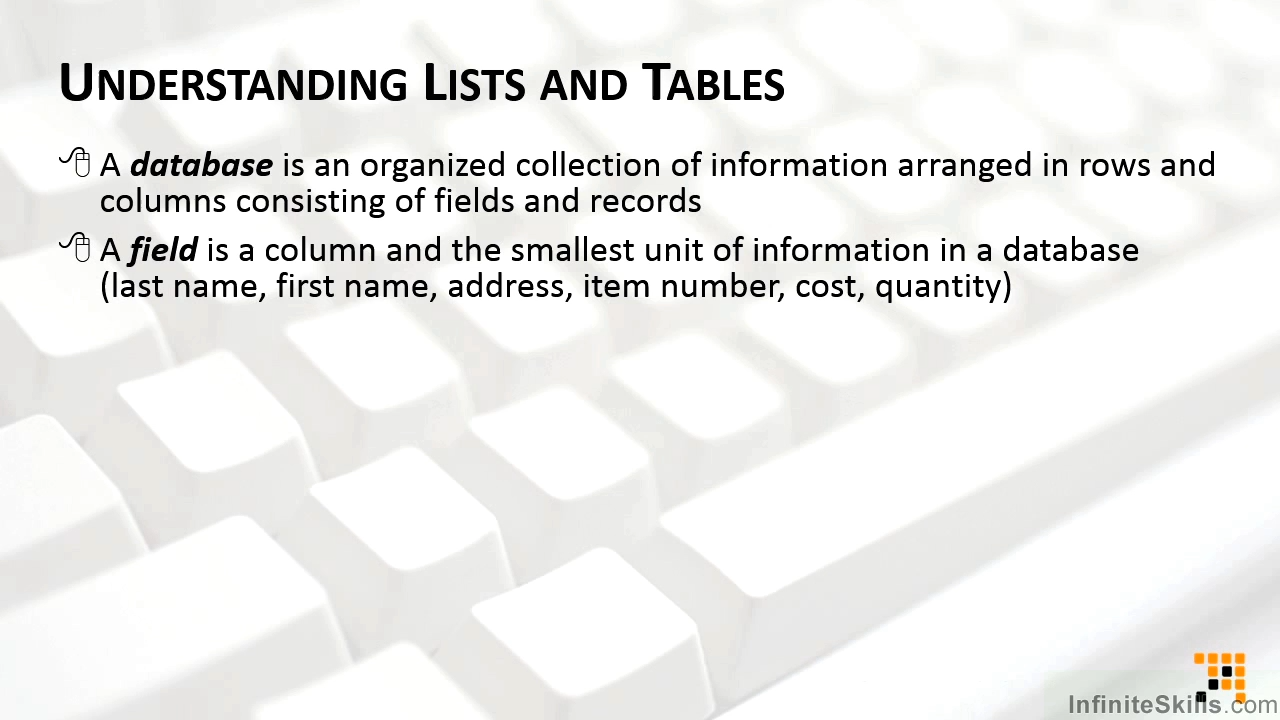 UNDERSTANDING LISTS AND TABLES
A database is an organized collection of information arranged in rows and
columns consisting of fields and records
A field is a column and the smallest unit of information in a database
(last name, first name, address, item number, cost, quantity)
InfiniteSkills.com